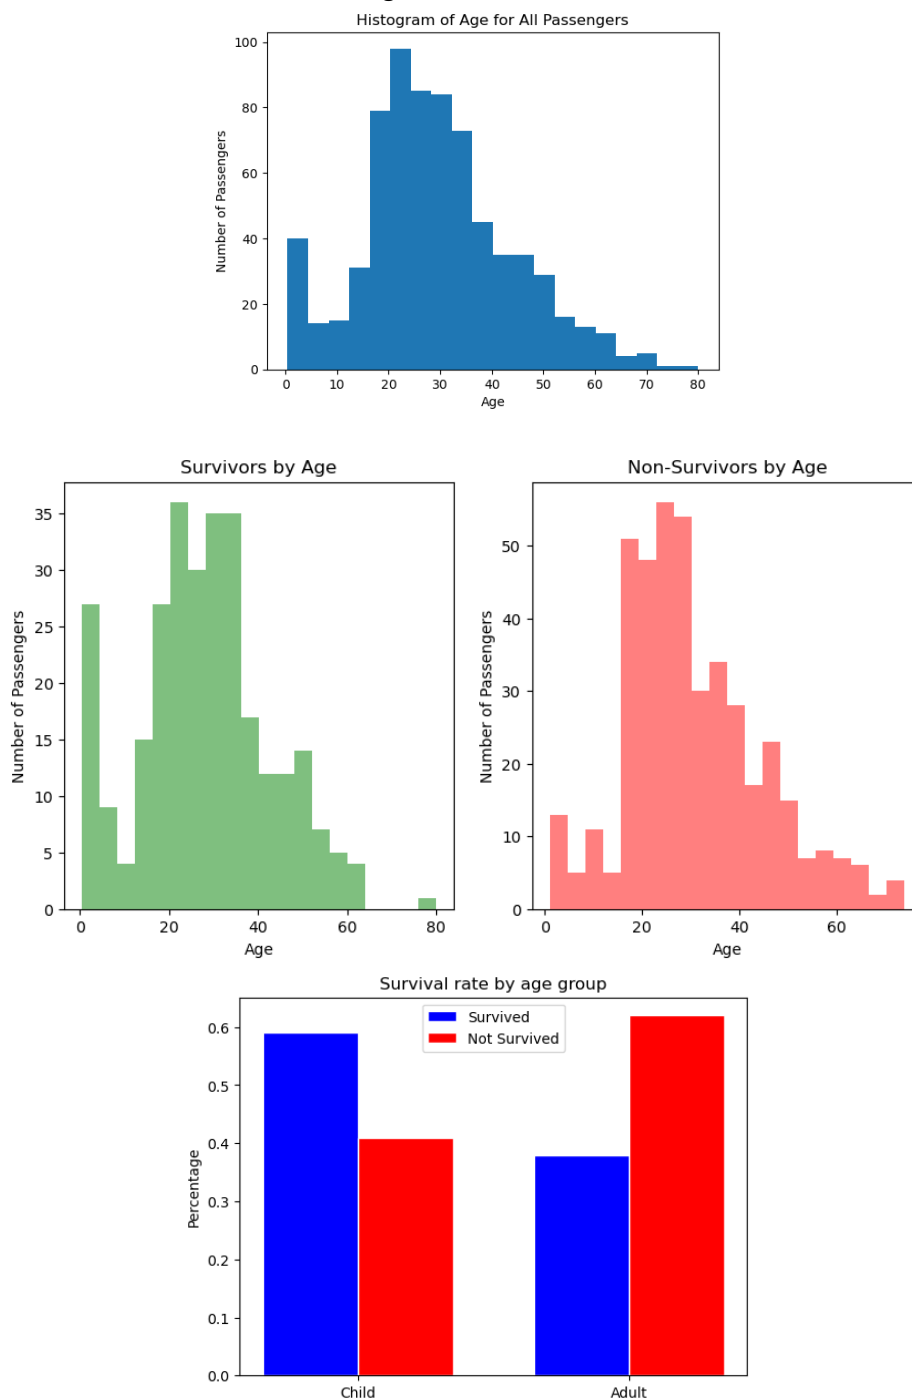 Histogram of Age for All Passengers
Number of Passengers
100
80
60
40
20
0
0 10 20 30 40 50 60 70 80
Age
Survivors by Age
Number of Passengers
35
30
25
20
15
10
5
0
0 20 40 60 80
Age
Non-Survivors by Age
Number of Passengers
50
40
30
20
10
0
0 20 40 60
Age
Survival rate by age group
Survived
Not Survived
Percentage
0.6
0.5
0.4
0.3
0.2
0.1
0.0
Child Adult